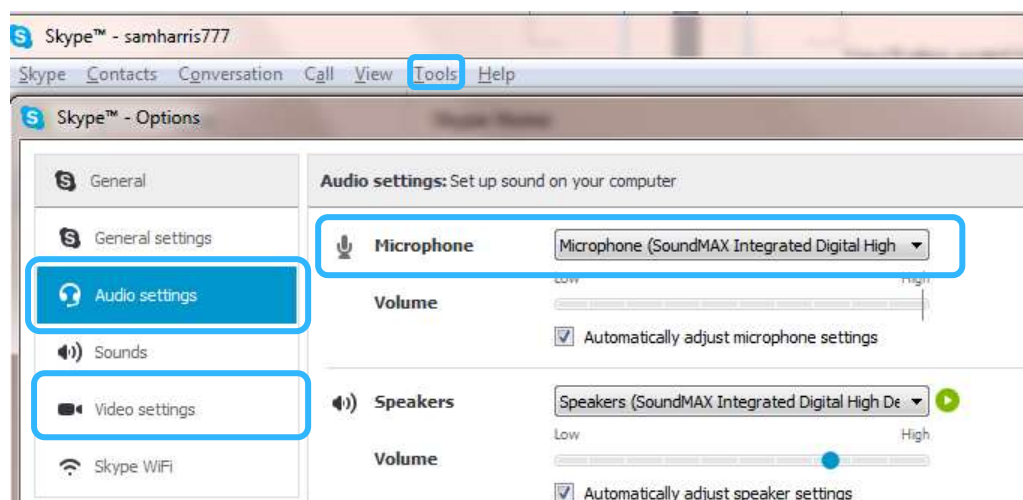 Skype™ - samharris777
Skype Contacts Conversation Call View Tools Help
Skype™ - Options
General
Audio settings: Set up sound on your computer
General settings
Microphone Microphone (SoundMAX Integrated Digital High
Audio settings
Low High
Volume
Automatically adjust microphone settings
Sounds
Video settings
Speakers Speakers (SoundMAX Integrated Digital High De
Low High
Skype WiFi
Volume
Automatically adjust speaker settings